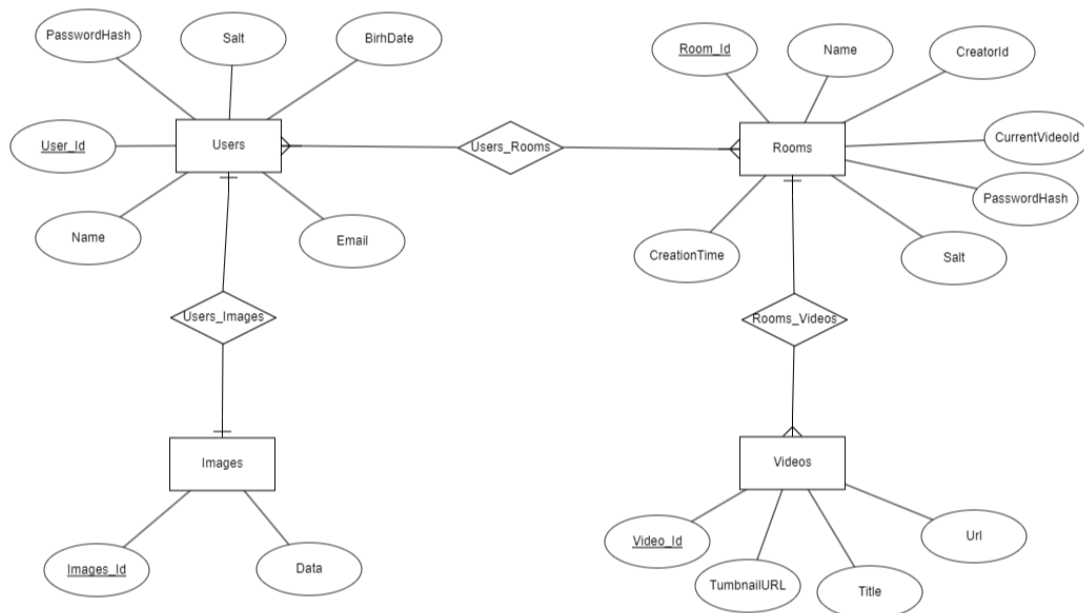 PasswordHash
Salt
BirhDate
User_Id
Users
Name
Email
Users_Rooms
Room_Id
Name
CreatorId
Rooms
CurrentVideoId
PasswordHash
CreationTime
Salt
Users_Images
Rooms_Videos
Images
Images_Id
Data
Videos
Video_Id
TumbnailURL
Title
Url